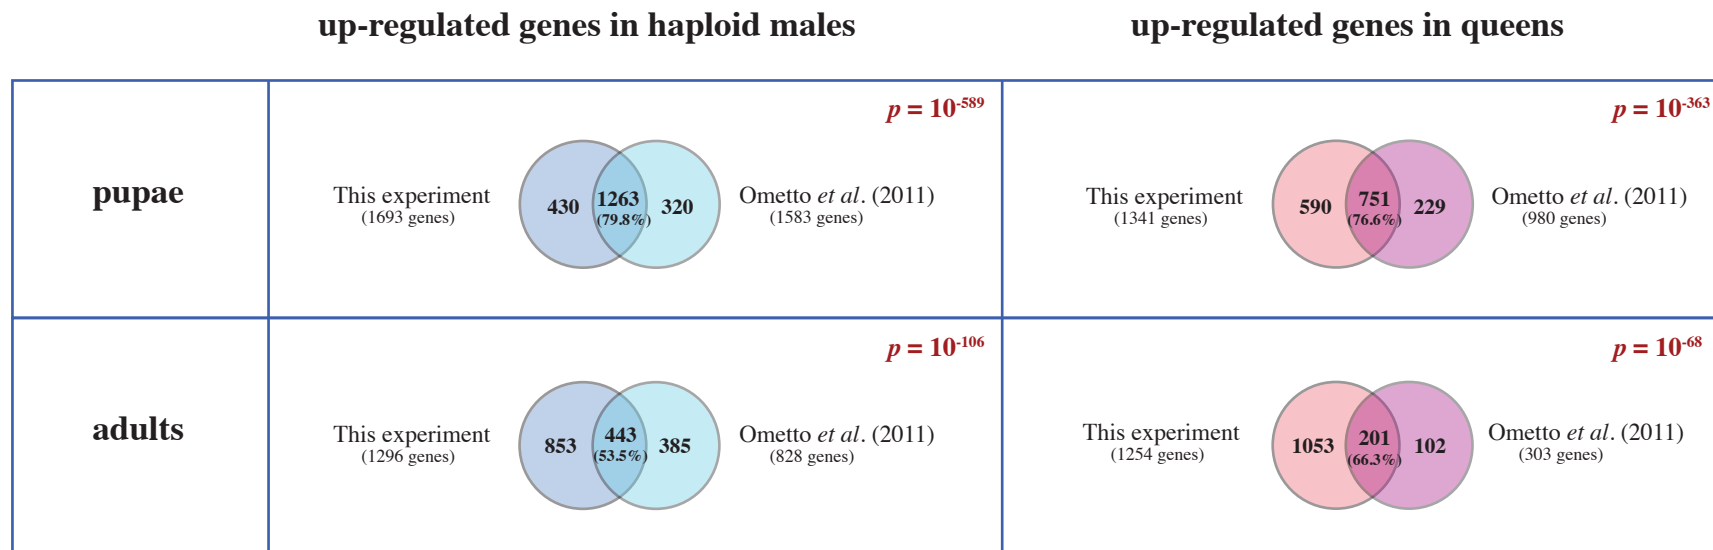 up-regulated genes in haploid males
up-regulated genes in queens
pupae
p = 10-589
This experiment
(1693 genes)
430
1263
(79.8%)
320
Ometto et al. (2011)
(1583 genes)
p = 10-363
This experiment
(1341 genes)
590
751
(76.6%)
229
Ometto et al. (2011)
(980 genes)
adults
p = 10-106
This experiment
(1296 genes)
853
443
(53.5%)
385
Ometto et al. (2011)
(828 genes)
p = 10-68
This experiment
(1254 genes)
1053
201
(66.3%)
102
Ometto et al. (2011)
(303 genes)